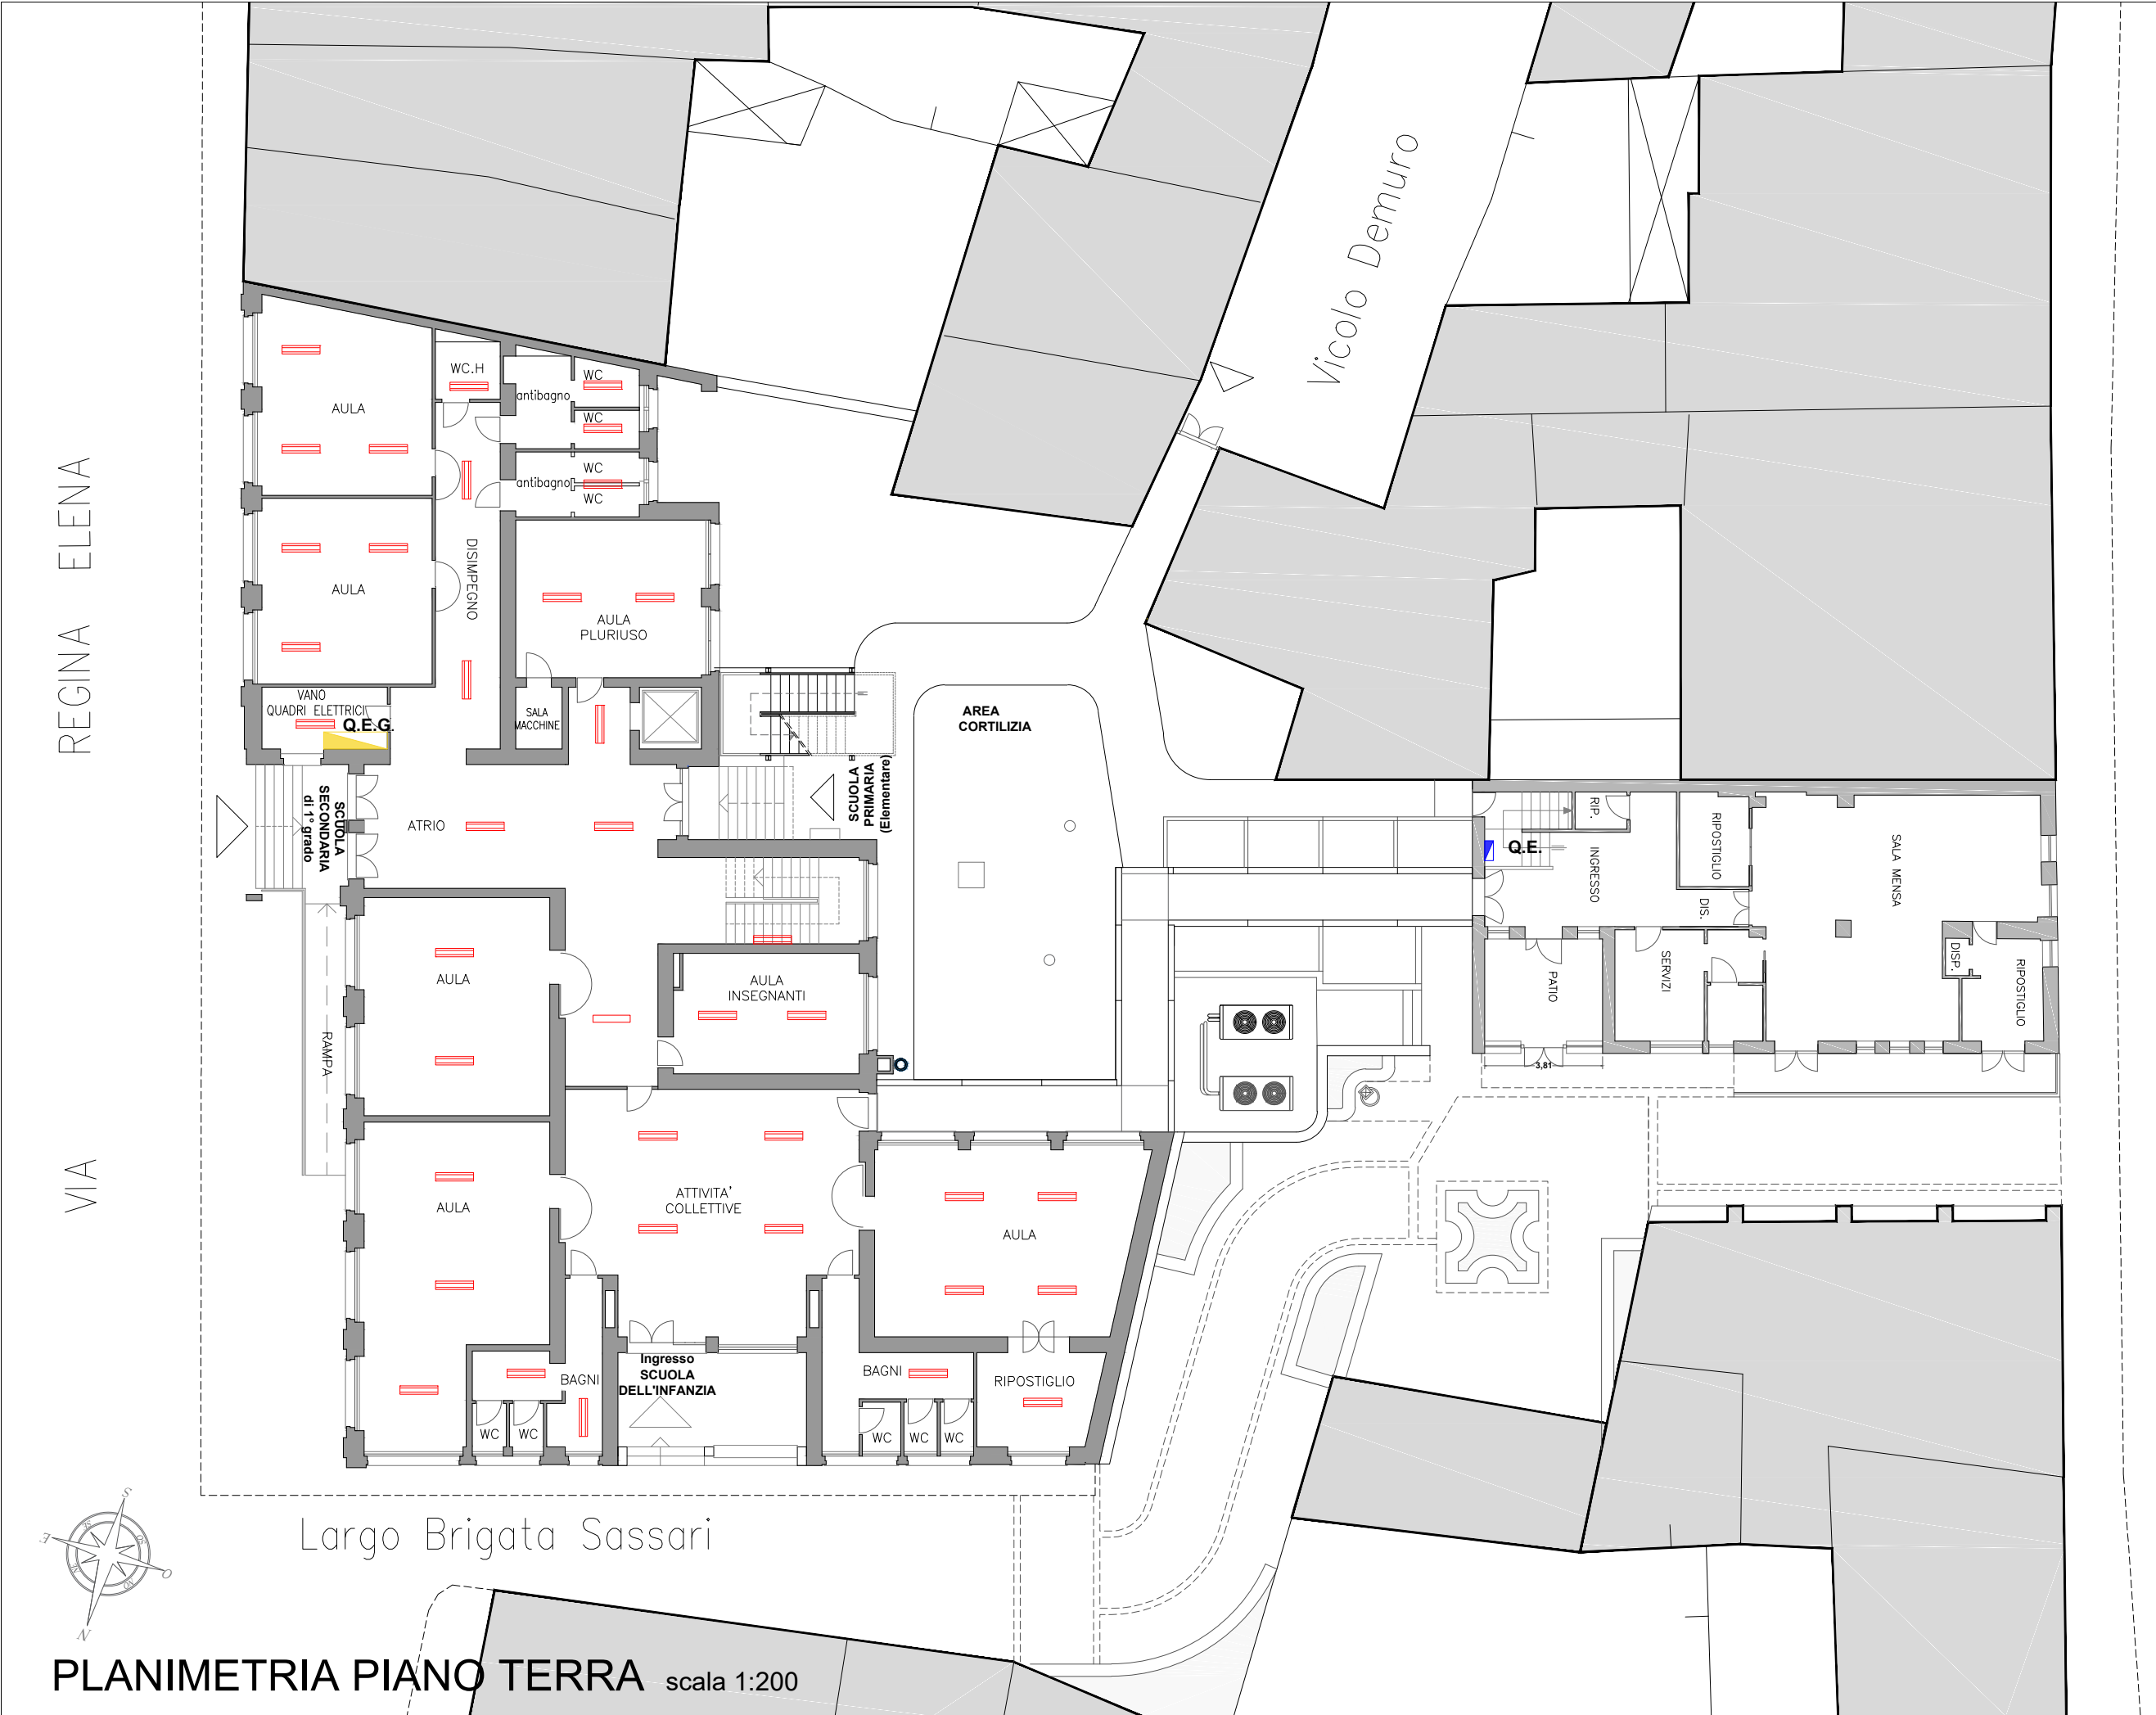 Vicolo Demuro
REGINA ELENA
VIA
WC.H
WC
antibagno
WC
AULA
WC
antibagno
WC
DISIMPEGNO
AULA
AULA
PLURIUSO
VANO
QUADRI ELETTRICI
Q.E.G.
SALA
MACCHINE
AREA
CORTILIZIA
SCUOLA
SECONDARIA
di 1° grado
ATRIO
SCUOLA
PRIMARIA
(Elementare)
RIP.
RIPOSTIGLIO
Q.E.
INGRESSO
SALA MENSA
DIS.
AULA
AULA
INSEGNANTI
RAMPA
PATIO
SERVIZI
DISP.
RIPOSTIGLIO
3,81
AULA
ATTIVITA'
COLLETTIVE
AULA
BAGNI
Ingresso
SCUOLA
DELL'INFANZIA
BAGNI
RIPOSTIGLIO
WC
WC
WC
WC
WC
S
E
O
N
Largo Brigata Sassari
PLANIMETRIA PIANO TERRA scala 1:200